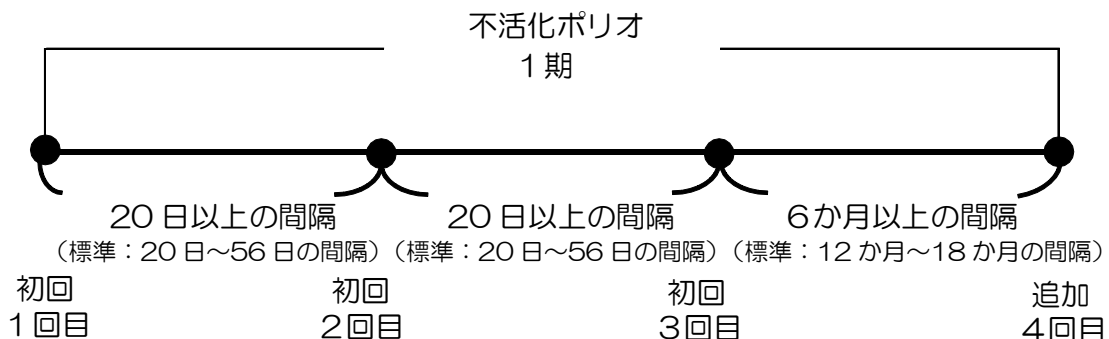 不活化ポリオ
１期
20日以上の間隔
20日以上の間隔
６か月以上の間隔
（標準：20日～56日の間隔）
（標準：20日～56日の間隔）
（標準：12か月～18か月の間隔）
初回
１回目
初回
２回目
初回
３回目
追加
４回目